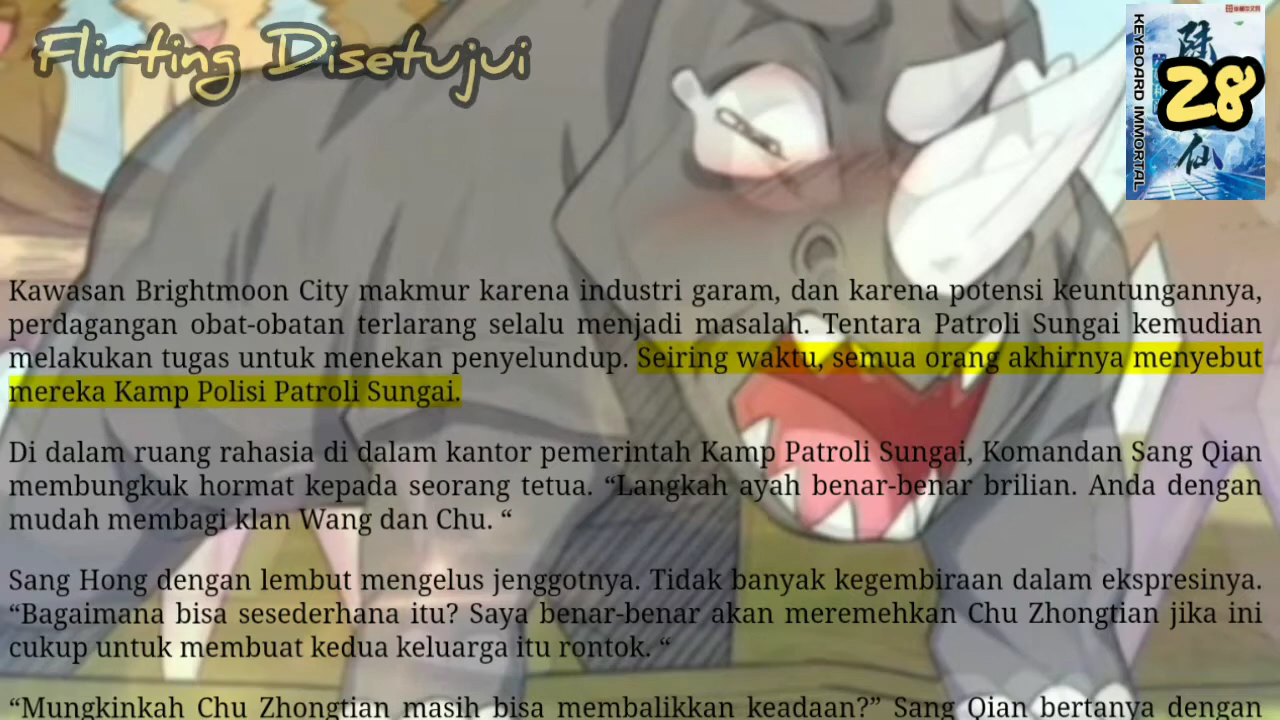 Flirting Disetujui
KEYBOARD IMMORTAL
28
仙
Kawasan Brightmoon City makmur karena industri garam, dan karena potensi keuntungannya,
perdagangan obat-obatan terlarang selalu menjadi masalah. Tentara Patroli Sungai kemudian
melakukan tugas untuk menekan penyelundup. Seiring waktu, semua orang akhirnya menyebut
mereka Kamp Polisi Patroli Sungai.
Di dalam ruang rahasia di dalam kantor pemerintah Kamp Patroli Sungai, Komandan Sang Qian
membungkuk hormat kepada seorang tetua. “Langkah ayah benar-benar brilian. Anda dengan
mudah membagi klan Wang dan Chu. “
Sang Hong dengan lembut mengelus jenggotnya. Tidak banyak kegembiraan dalam ekspresinya.
“Bagaimana bisa sesederhana itu? Saya benar-benar akan meremehkan Chu Zhongtian jika ini
cukup untuk membuat kedua keluarga itu rontok. “
“Mungkinkah Chu Zhongtian masih bisa membalikkan keadaan?” Sang Qian bertanya dengan